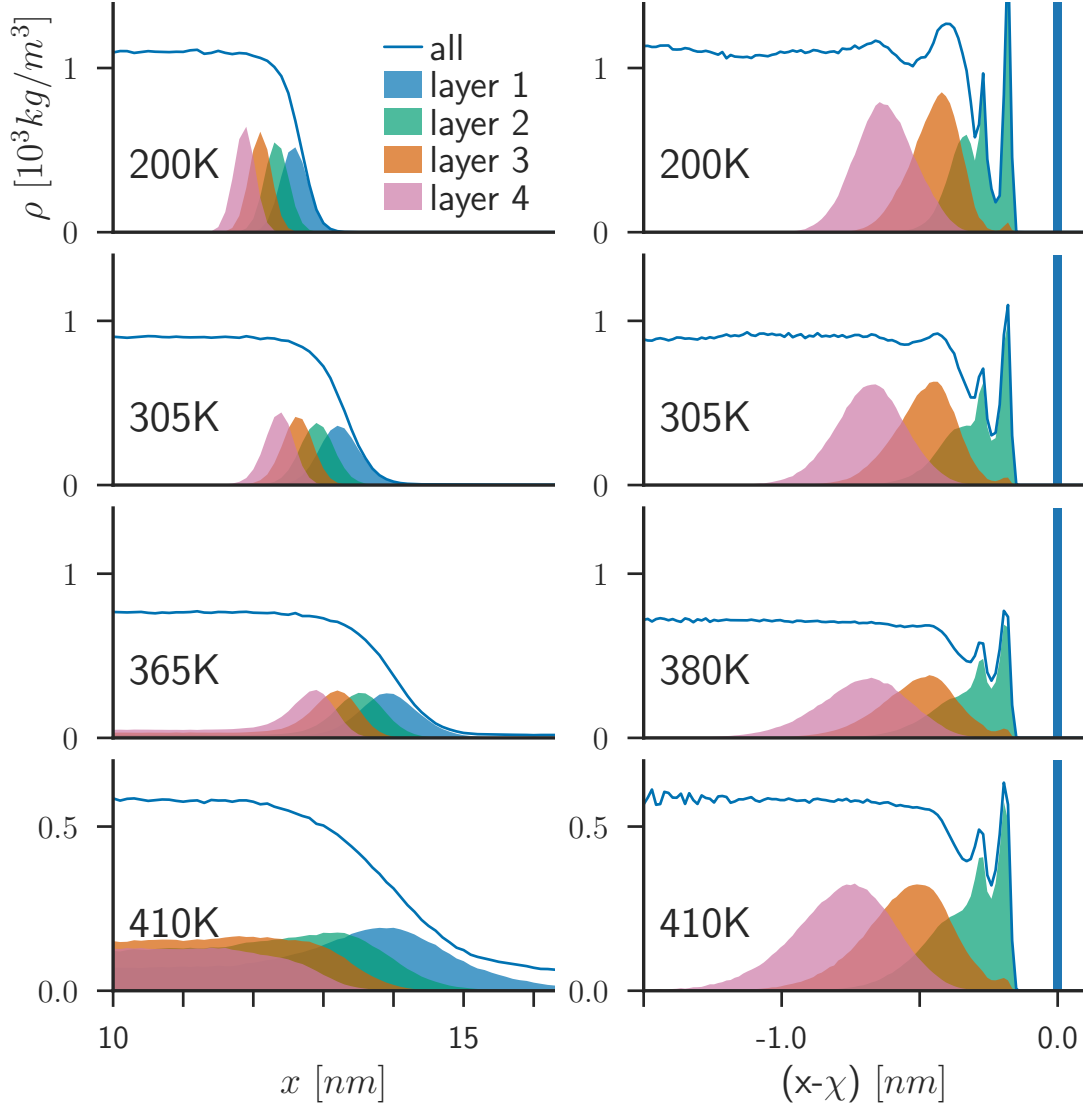 ρ [10³kg/m³]
all
layer 1
layer 2
layer 3
layer 4
1
200K
0
1
200K
0
1
305K
0
1
305K
0
1
365K
0
1
380K
0
0.5
410K
0.0
0.5
410K
0.0
10
15
-1.0
0.0
x [nm]
(x-χ) [nm]